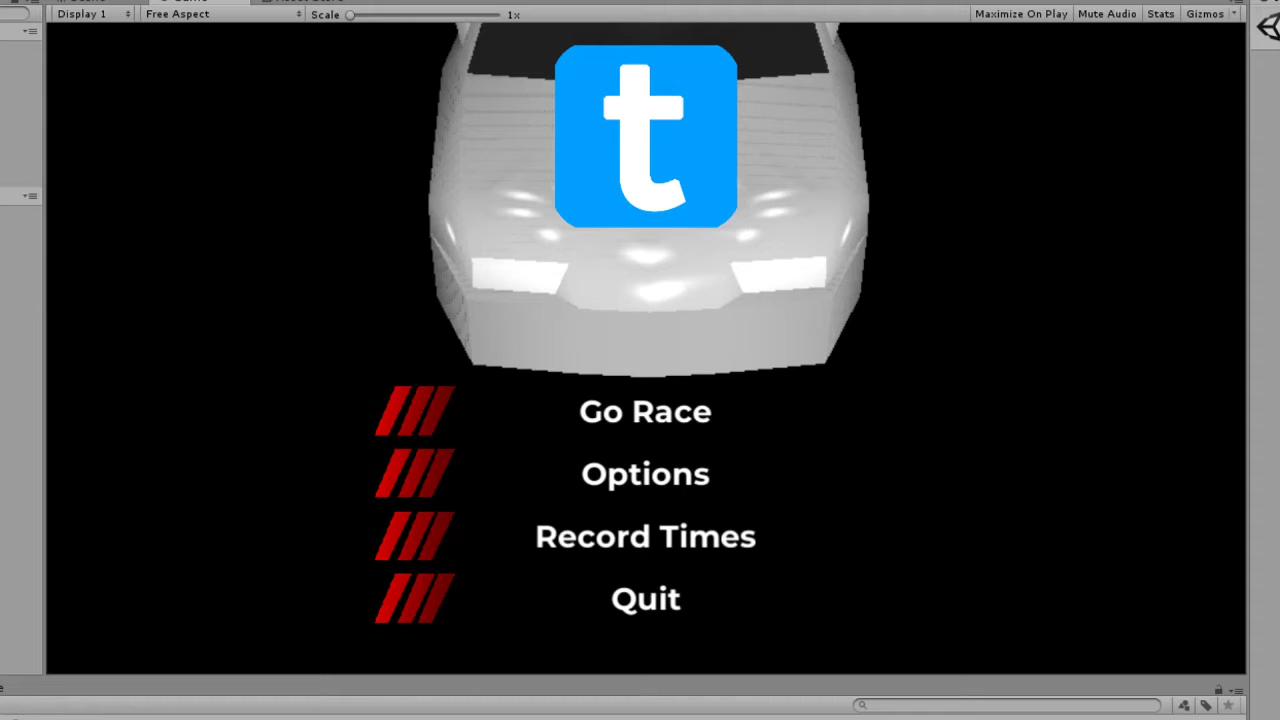 Display 1
Free Aspect
Scale
1x
Maximize On Play
Mute Audio
Stats
Gizmos
t
Go Race
Options
Record Times
Quit